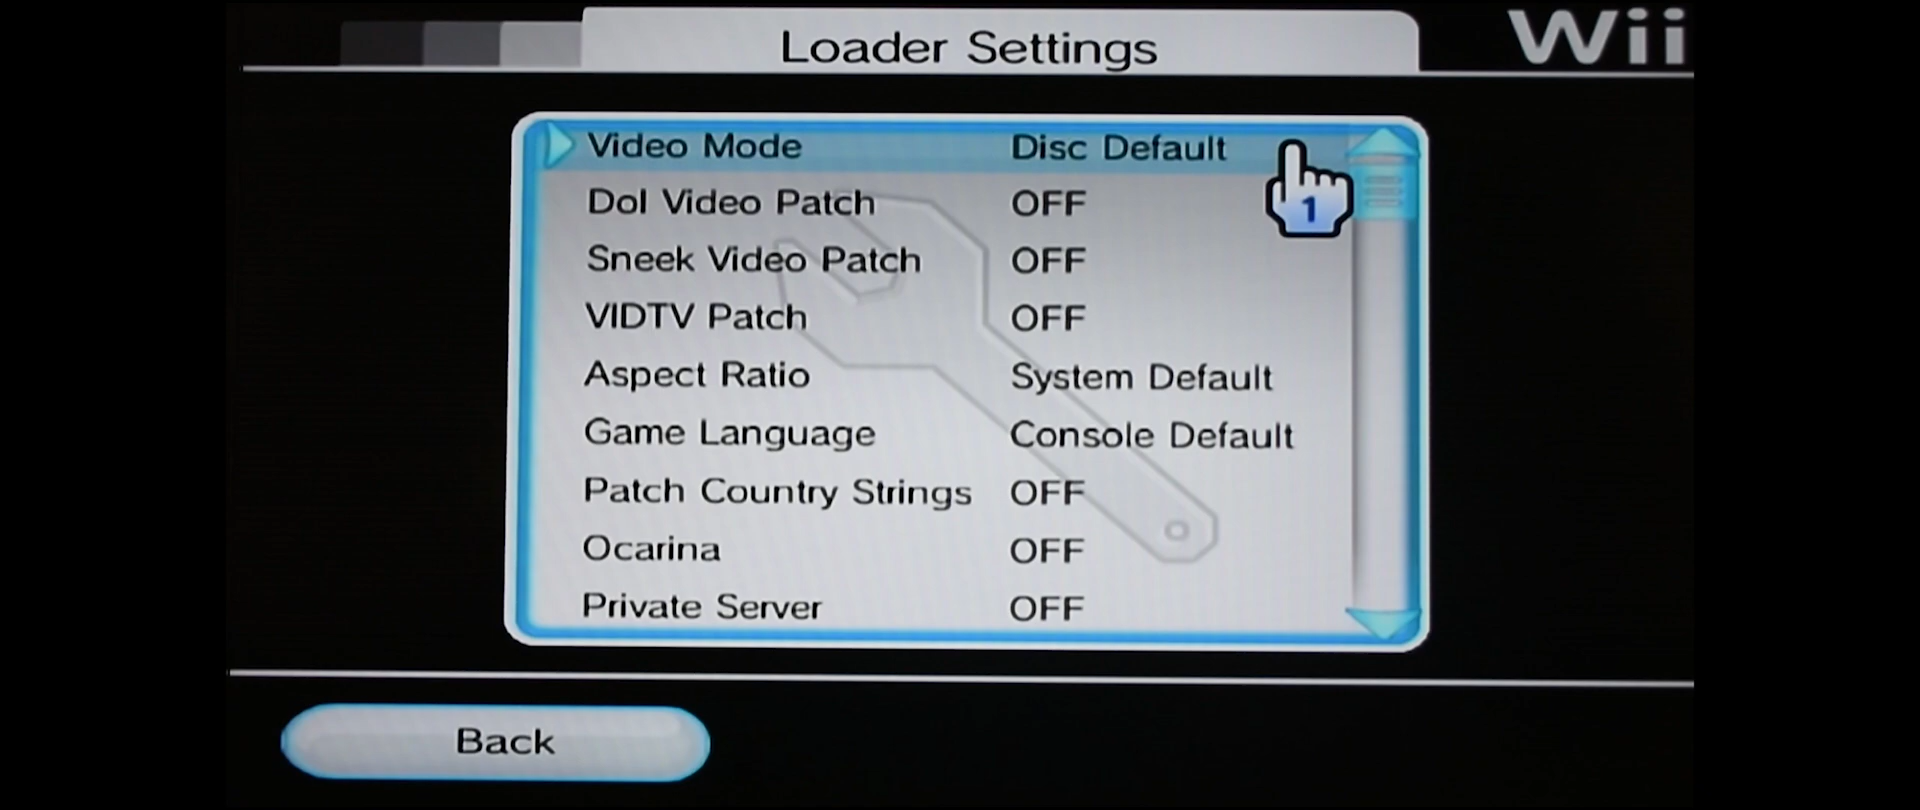 Loader Settings
Wii
Video Mode Disc Default
1
Dol Video Patch OFF
Sneek Video Patch OFF
VIDTV Patch OFF
Aspect Ratio System Default
Game Language Console Default
Patch Country Strings OFF
Ocarina OFF
Private Server OFF
Back